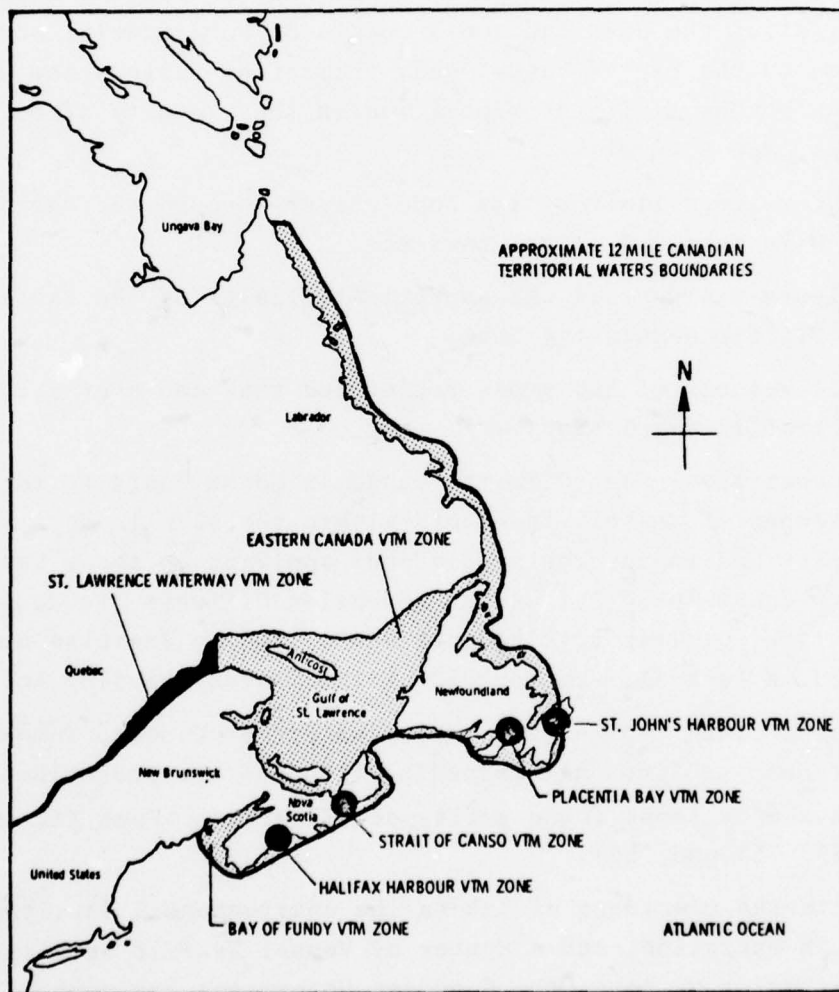 Ungava Bay
APPROXIMATE 12 MILE CANADIAN
TERRITORIAL WATERS BOUNDARIES
N
Labrador
EASTERN CANADA VTM ZONE
ST. LAWRENCE WATERWAY VTM ZONE
Quebec
Anticosti
Gulf of
St. Lawrence
Newfoundland
ST. JOHN'S HARBOUR VTM ZONE
New Brunswick
PLACENTIA BAY VTM ZONE
Nova
Scotia
STRAIT OF CANSO VTM ZONE
United States
HALIFAX HARBOUR VTM ZONE
BAY OF FUNDY VTM ZONE
ATLANTIC OCEAN